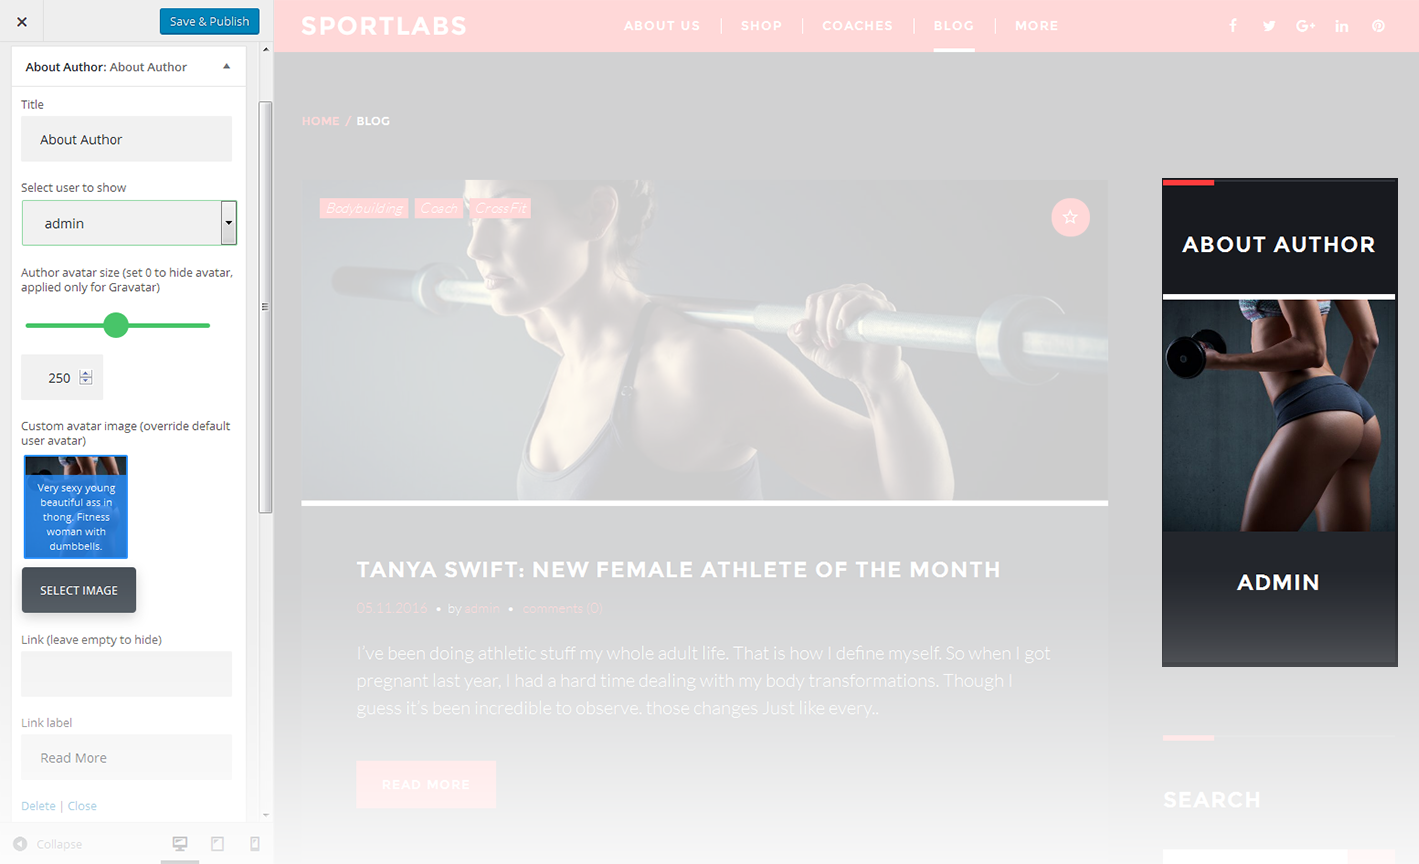 Save & Publish
About Author: About Author
Title
About Author
Select user to show
admin
Author avatar size (set 0 to hide avatar,
applied only for Gravatar)
250
Custom avatar image (override default
user avatar)
Very sexy young
beautiful ass in
thong. Fitness
woman with
dumbbells.
SELECT IMAGE
Link (leave empty to hide)
Link label
Read More
Delete | Close
Collapse
SPORTLABS
ABOUT US
SHOP
COACHES
BLOG
MORE
HOME / BLOG
Bodybuilding
Coach
CrossFit
TANYA SWIFT: NEW FEMALE ATHLETE OF THE MONTH
05.11.2016 • by admin • comments (0)
I've been doing athletic stuff my whole adult life. That is how I define myself. So when I got
pregnant last year, I had a hard time dealing with my body transformations. Though I
guess it's been incredible to observe, those changes Just like every..
READ MORE
ABOUT AUTHOR
ADMIN
SEARCH